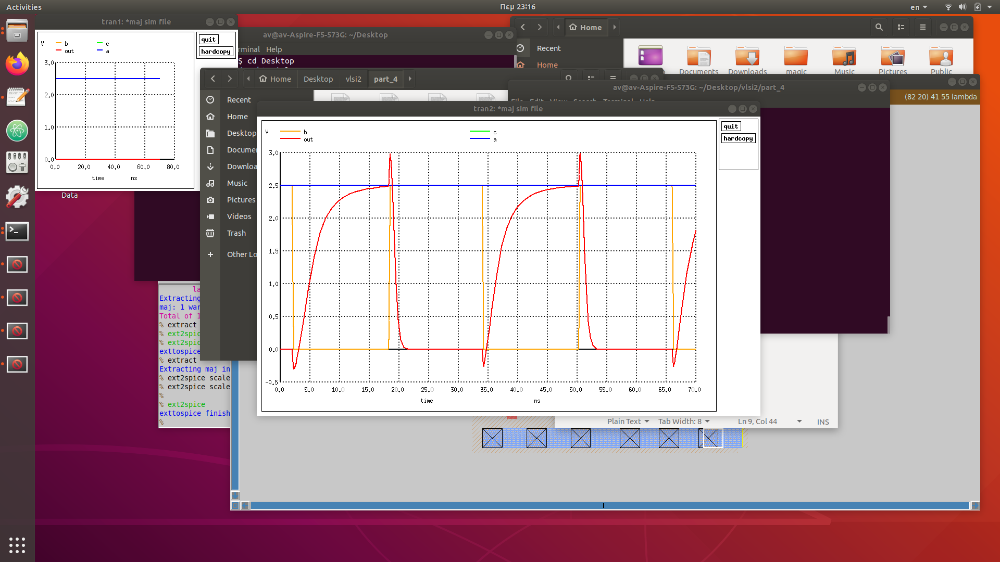 Activities
Πεμ 23:16
en
tran1: *maj sim file
V
b
c
out
a
quit
hardcopy
3.0
2.0
1.0
0.0
0.0 20.0 40.0 60.0 80.0
time ns
Data
av@av-Aspire-F5-573G: ~/Desktop
rminal Help
$ cd Desktop
Home
Recent
Home
Documents
Downloads
magic
Music
Pictures
Public
Home
Desktop
vlsi2
part_4
Recent
Home
Desktop
Documen
Downloa
Music
Pictures
Videos
Trash
Other Lo
av@av-Aspire-F5-573G: ~/Desktop/vlsi2/part_4
File Edit View Search Terminal Help
(82 20) 41 55 lambda
tran2: *maj sim file
V
b
c
out
a
quit
hardcopy
3.0
2.5
2.0
1.5
1.0
0.5
0.0
-0.5
0.0 5.0 10.0 15.0 20.0 25.0 30.0 35.0 40.0 45.0 50.0 55.0 60.0 65.0 70.0
time ns
la
Extracting
maj: 1 war
Total of 1
% extract
% ext2spic
% ext2spic
exttospice
% extract
Extracting maj in
% ext2spice scale
% ext2spice scale
%
% ext2spice
exttospice finish
%
Plain Text
Tab Width: 8
Ln 9, Col 44
INS